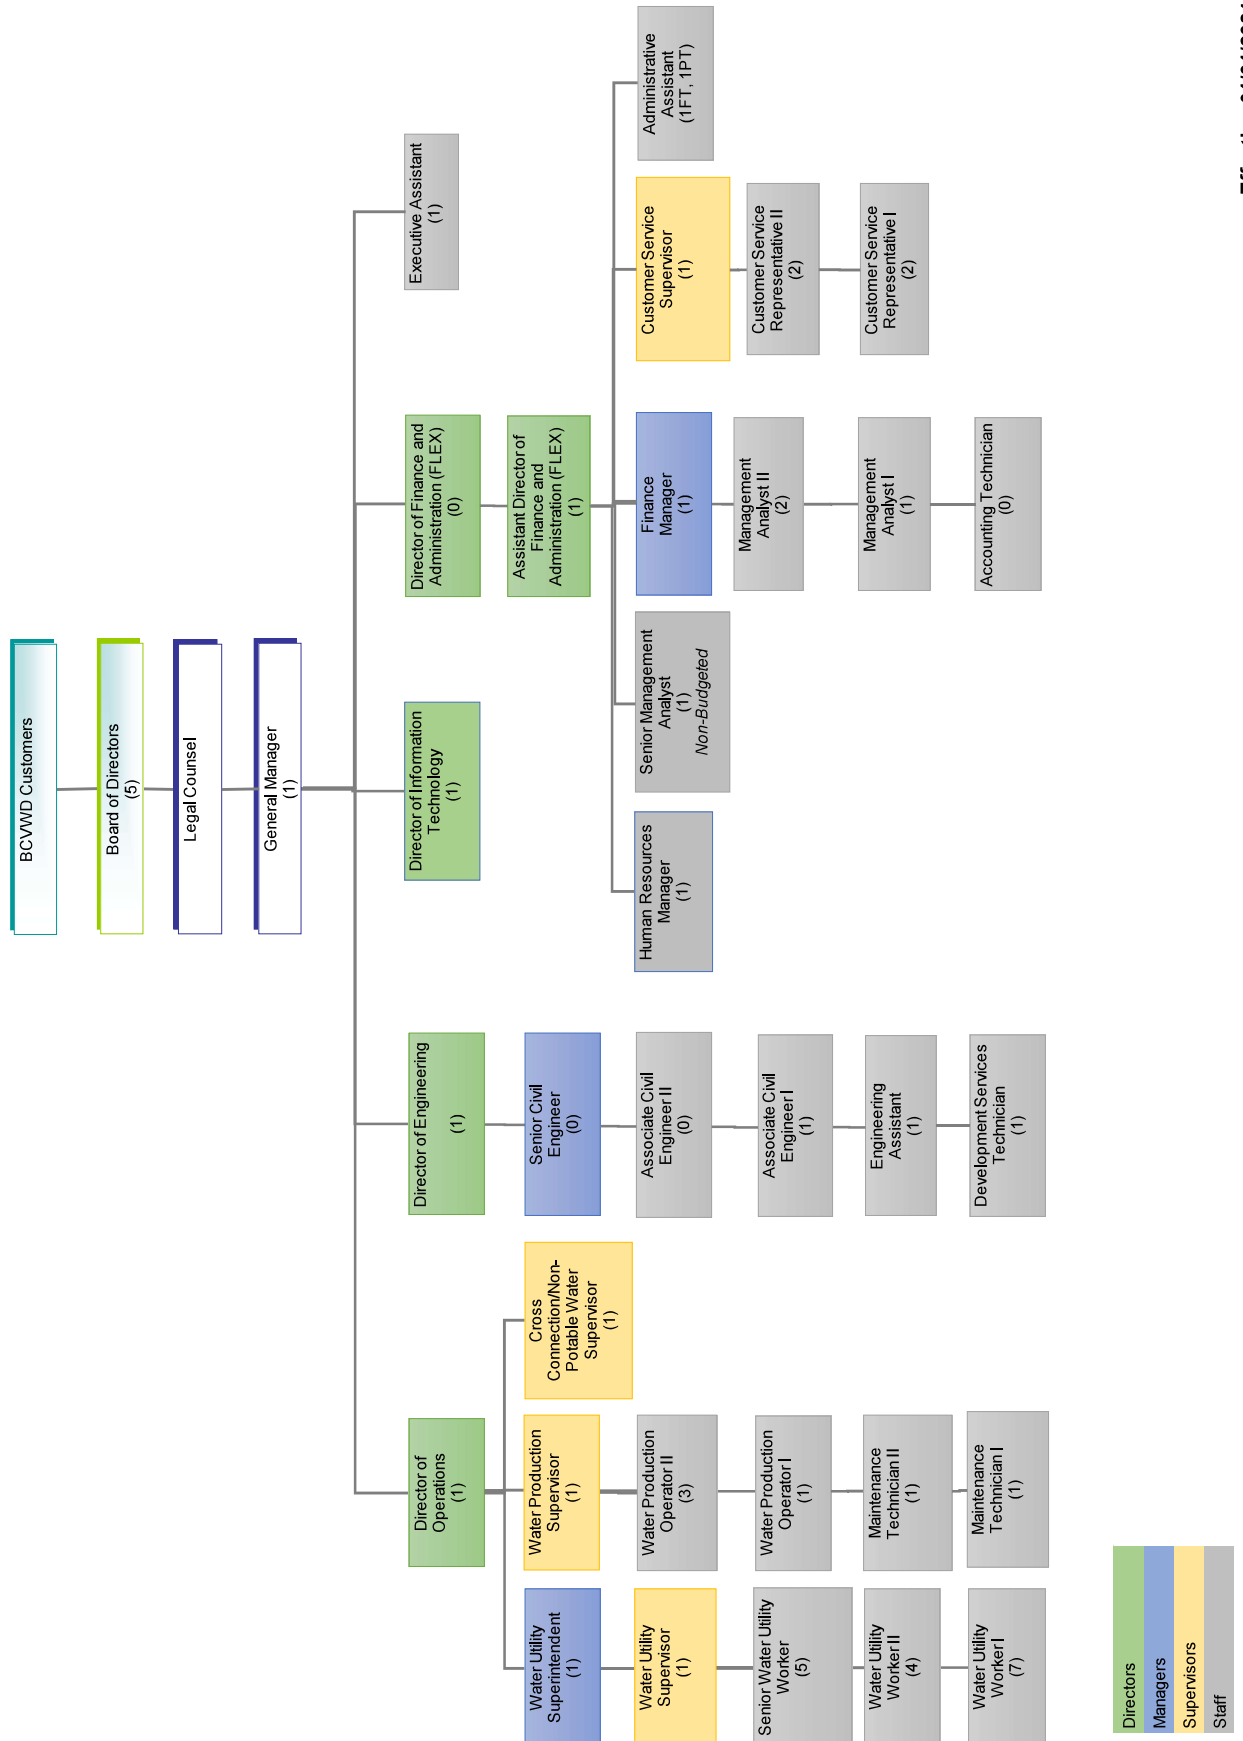 BCVWD Customers
Board of Directors
(5)
Legal Counsel
General Manager
(1)
Director of
Operations
(1)
Director of Engineering
(1)
Director of Information
Technology
(1)
Director of Finance and
Administration (FLEX)
(0)
Executive Assistant
(1)
Assistant Director of
Finance and
Administration (FLEX)
(1)
Water Utility
Superintendent
(1)
Water Production
Supervisor
(1)
Cross
Connection/Non-
Potable Water
Supervisor
(1)
Senior Civil
Engineer
(0)
Water Utility
Supervisor
(1)
Water Production
Operator II
(3)
Associate Civil
Engineer II
(0)
Human Resources
Manager
(1)
Senior Management
Analyst
(1)
Non-Budgeted
Finance
Manager
(1)
Customer Service
Supervisor
(1)
Administrative
Assistant
(1FT, 1PT)
Senior Water Utility
Worker
(5)
Water Production
Operator I
(1)
Associate Civil
Engineer I
(1)
Management
Analyst II
(2)
Customer Service
Representative II
(2)
Water Utility
Worker II
(4)
Maintenance
Technician II
(1)
Engineering
Assistant
(1)
Management
Analyst I
(1)
Customer Service
Representative I
(2)
Water Utility
Worker I
(7)
Maintenance
Technician I
(1)
Development Services
Technician
(1)
Accounting Technician
(0)
Directors
Managers
Supervisors
Staff